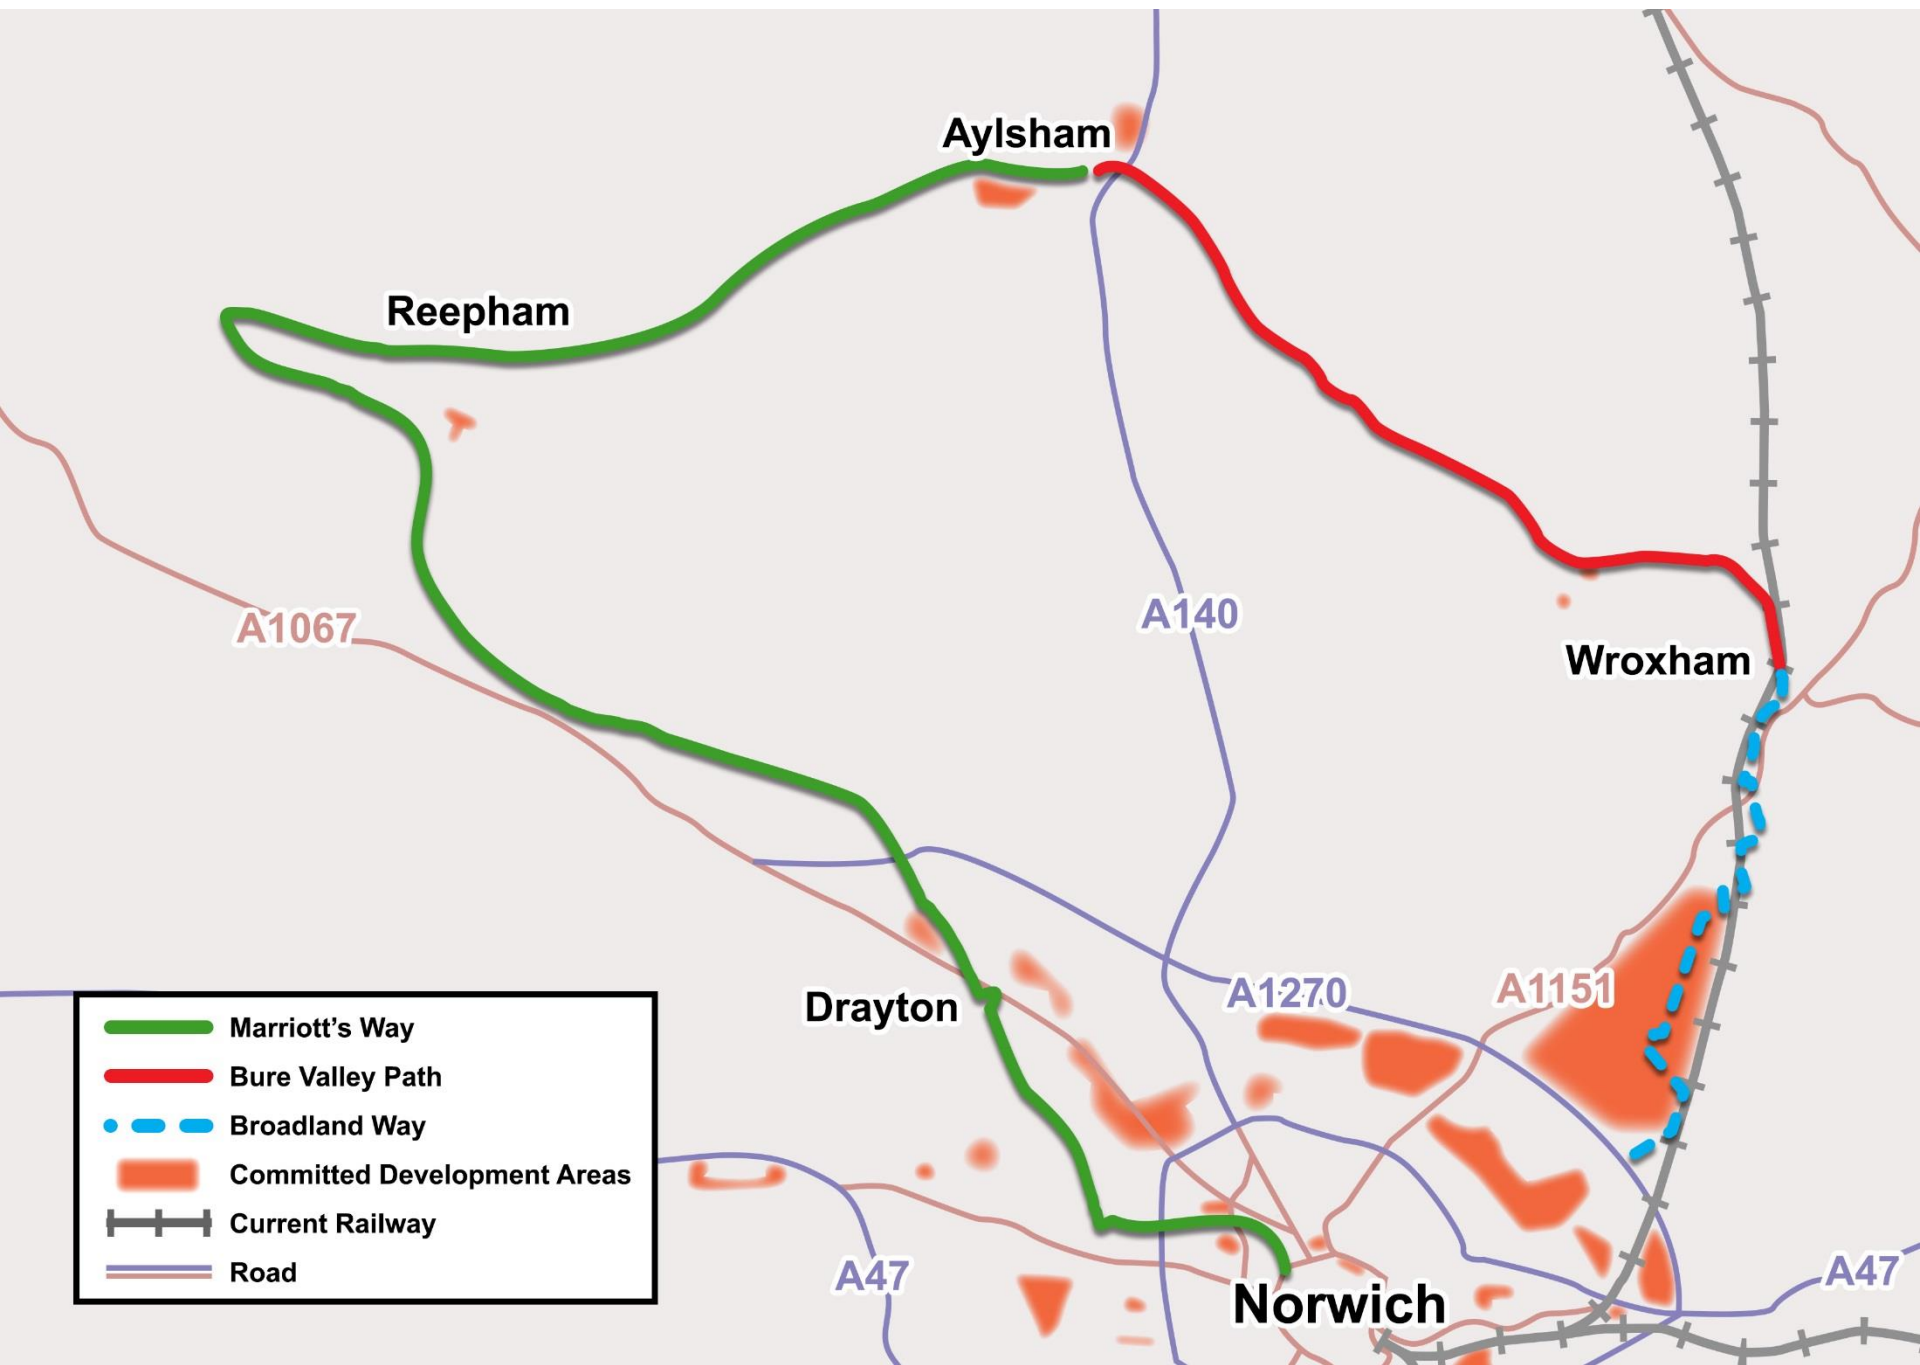 Aylsham
Reepham
A1067
A140
Wroxham
A1270
A1151
Drayton
Marriott's Way
Bure Valley Path
Broadland Way
Committed Development Areas
Current Railway
Road
A47
A47
Norwich